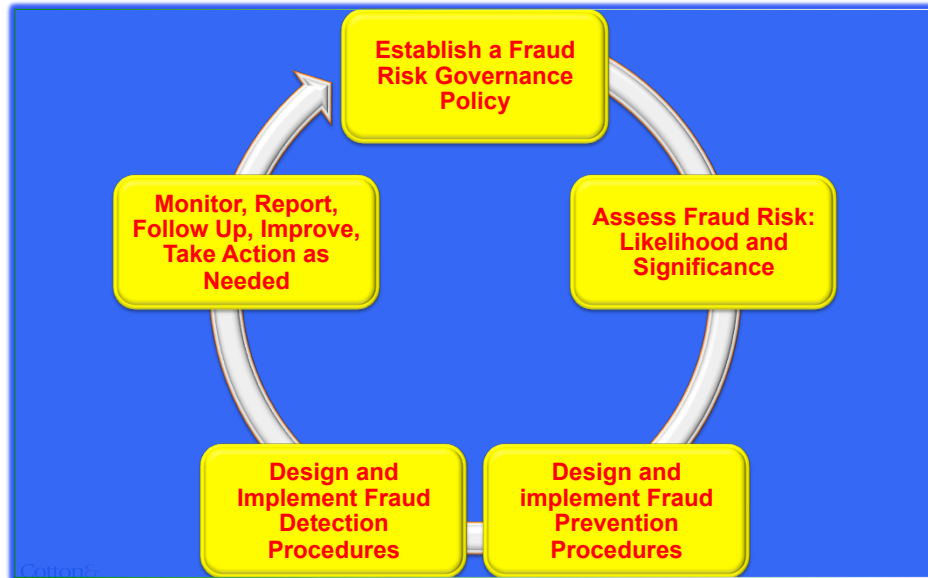 Establish a Fraud
Risk Governance
Policy
Assess Fraud Risk:
Likelihood and
Significance
Design and
implement Fraud
Prevention
Procedures
Design and
Implement Fraud
Detection
Procedures
Monitor, Report,
Follow Up, Improve,
Take Action as
Needed
Cotton&